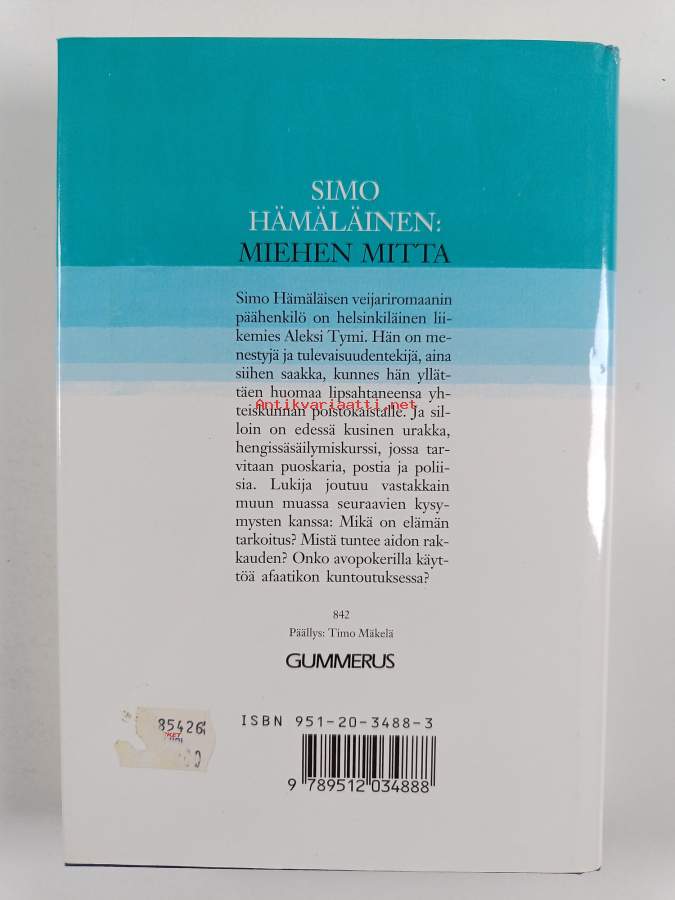 SIMO
HÄMÄLÄINEN:
MIEHEN MITTA
Simo Hämäläisen veijariromaanin
päähenkilö on helsinkiläinen lii-
kemies Aleksi Tymi. Hän on me-
nestyjä ja tulevaisuudentekijä, aina
siihen saakka, kunnes hän yllät-
täen huomaa lipsahtaneensa yh-
Antikvariaatti.net
teiskunnan poistokaistalle. Ja sil-
loin on edessä kusinen urakka,
hengissäsäilymiskurssi, jossa tar-
vitaan puoskaria, postia ja polii-
sia. Lukija joutuu vastakkain
muun muassa seuraavien kysy-
mysten kanssa: Mikä on elämän
tarkoitus? Mistä tuntee aidon rak-
kauden? Onko avopokerilla käyt-
töä afaatikon kuntoutuksessa?
842
Päällys: Timo Mäkelä
GUMMERUS
ISBN 951-20-3488-3
9 789512 034888